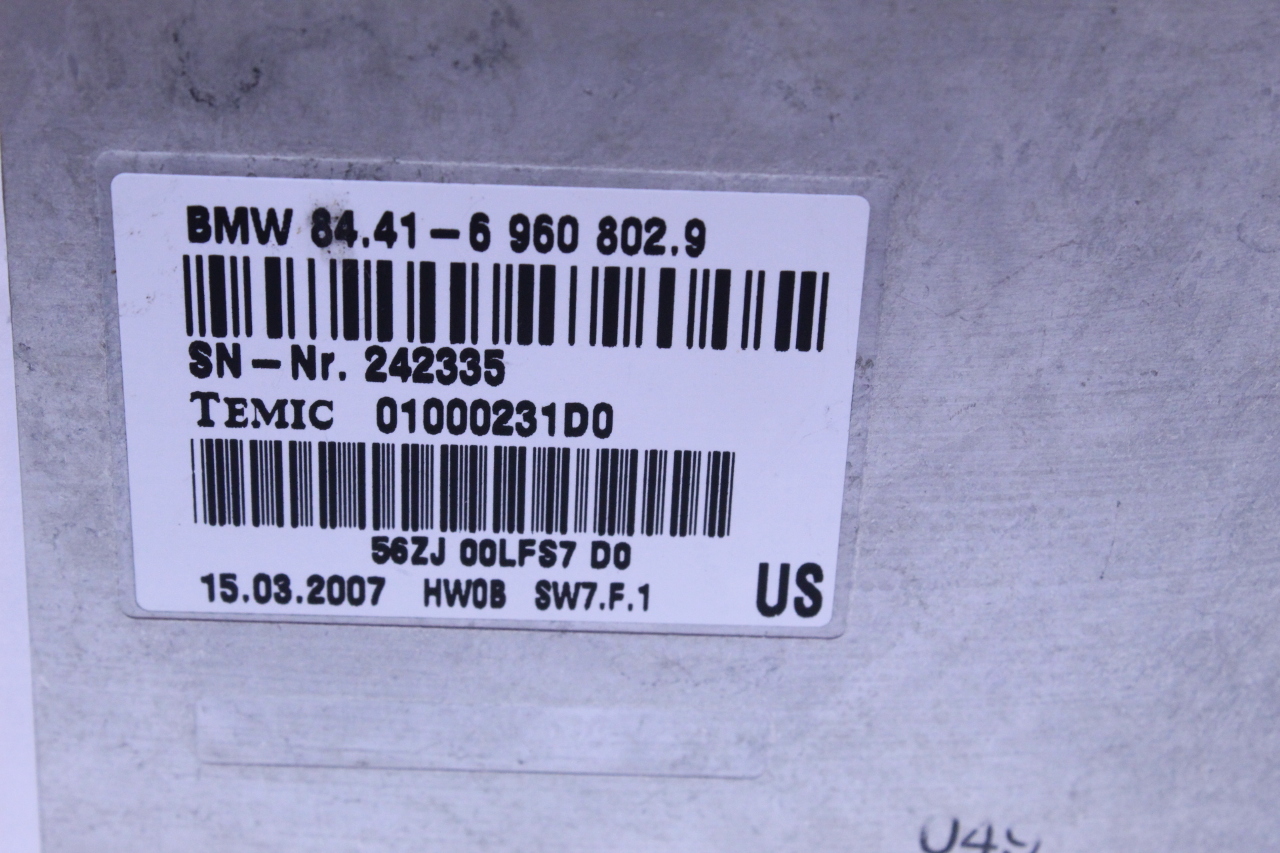 BMW 84.41-6 960 802.9
SN-Nr. 242335
TEMIC 01000231D0
56ZJ 00LFS7 D0
15.03.2007 HW0B SW7.F.1
US